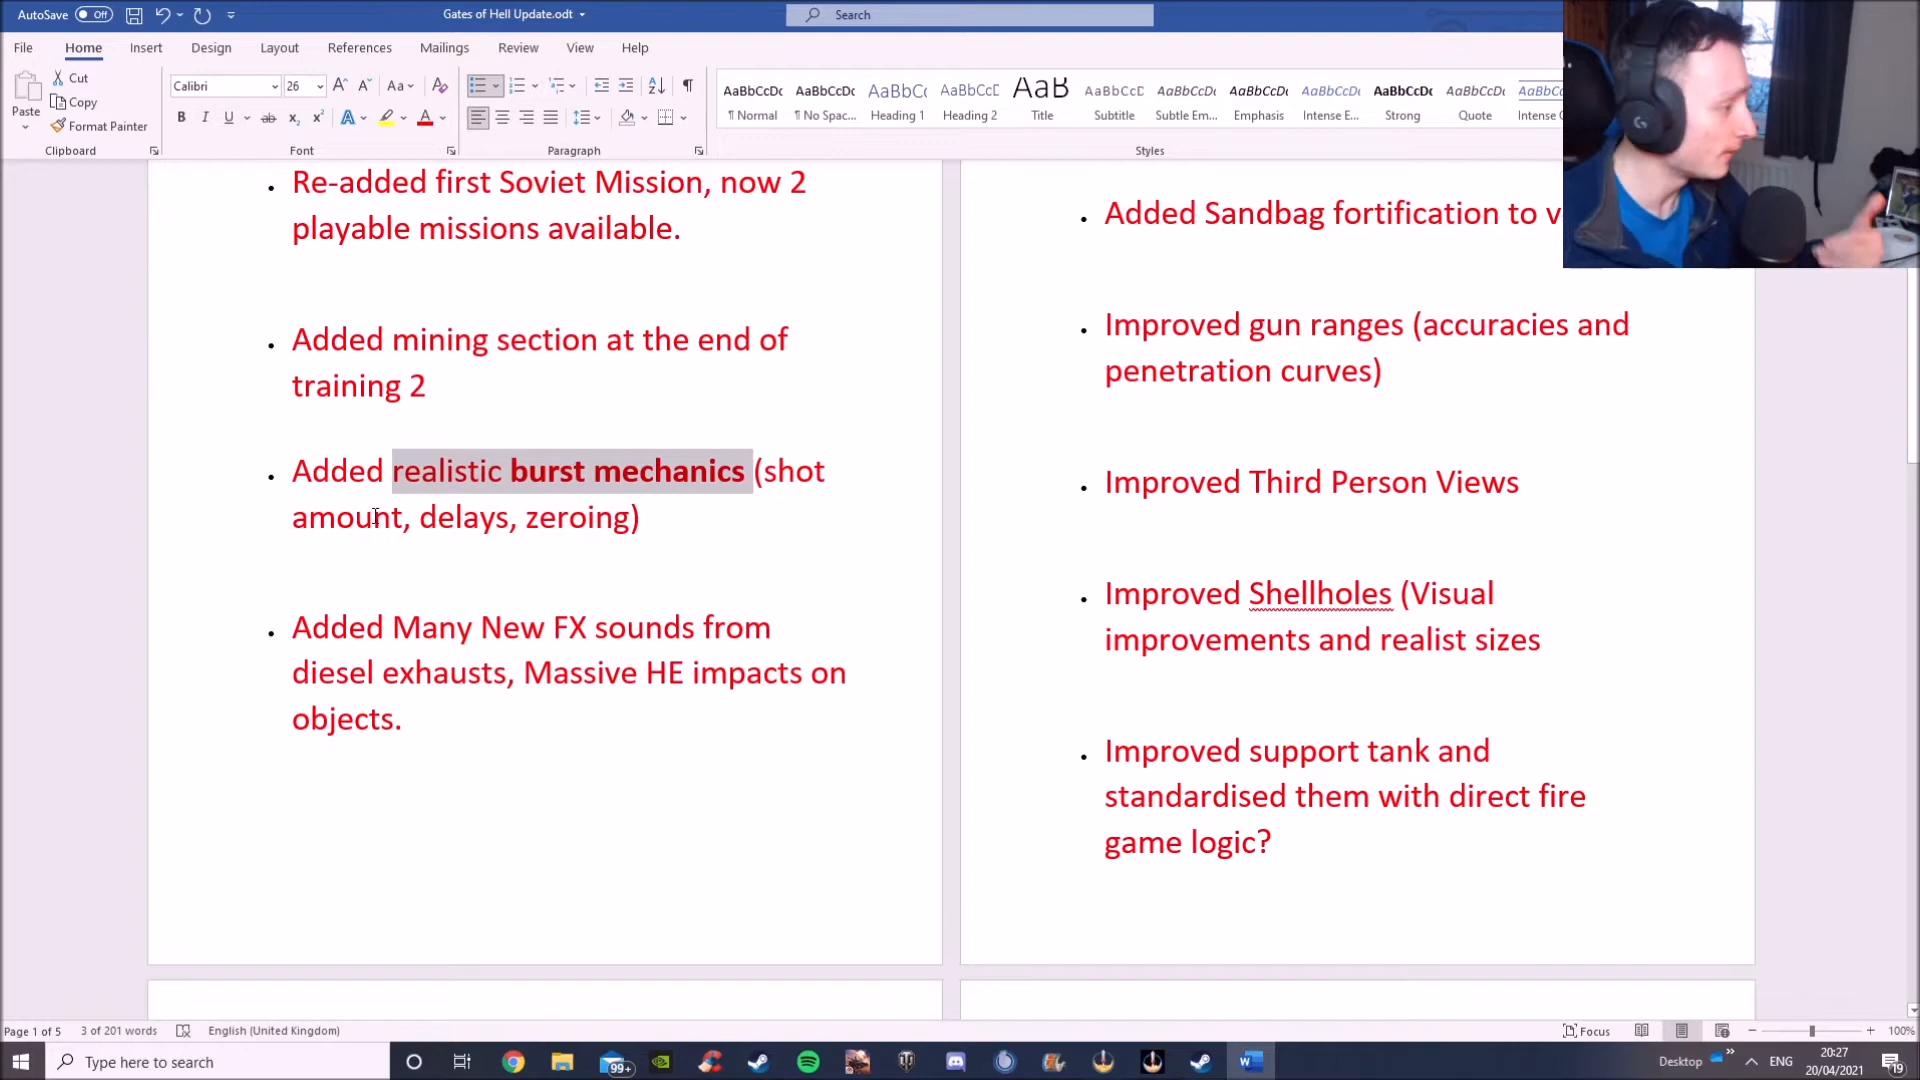 AutoSave Off
Gates of Hell Update.odt
Search
File Home Insert Design Layout References Mailings Review View Help
Paste
Cut
Copy
Format Painter
Clipboard
Calibri 26
Font
Paragraph
AaBbCcDc ¶ Normal
AaBbCcDc ¶ No Spac...
AaBbCc Heading 1
AaBbCcD Heading 2
AaB Title
AaBbCcD Subtitle
AaBbCcDc Subtle Em...
AaBbCcDc Emphasis
AaBbCcDc Intense E...
AaBbCcDc Strong
AaBbCcDc Quote
AaBbCcDc Intense
Styles
• Re-added first Soviet Mission, now 2
playable missions available.
• Added mining section at the end of
training 2
• Added realistic burst mechanics (shot
amount, delays, zeroing)
• Added Many New FX sounds from
diesel exhausts, Massive HE impacts on
objects.
• Added Sandbag fortification to v
• Improved gun ranges (accuracies and
penetration curves)
• Improved Third Person Views
• Improved Shellholes (Visual
improvements and realist sizes
• Improved support tank and
standardised them with direct fire
game logic?
Page 1 of 5 3 of 201 words English (United Kingdom)
Focus
100%
Type here to search
99+
Desktop
ENG
20:27
20/04/2021
19